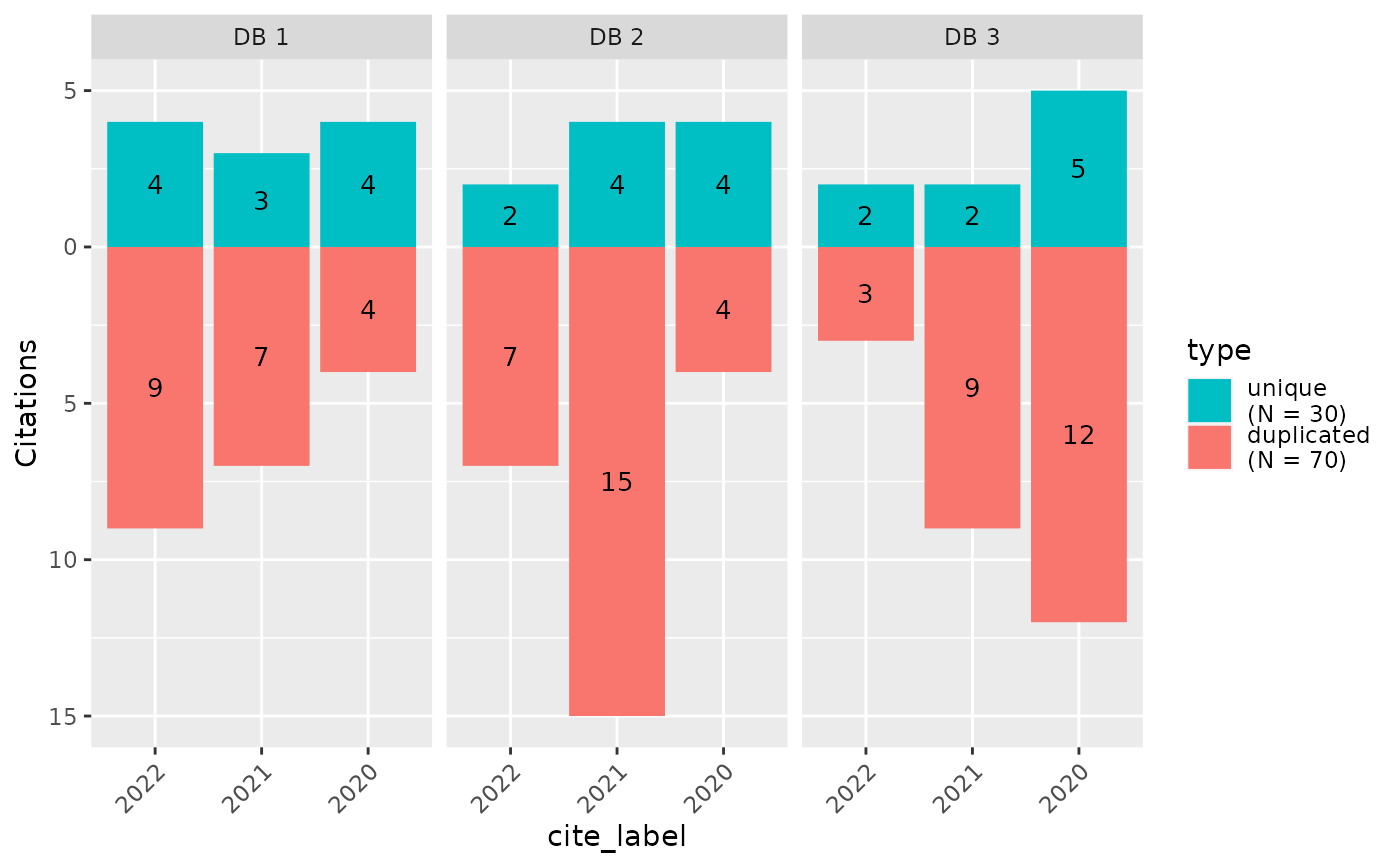 DB 1 DB 2 DB 3
5
0
5
10
15
Citations
4 3 4 2 4 4 2 2 5
9 7 4 7 15 4 3 9 12
2022 2021 2020 2022 2021 2020 2022 2021 2020
cite_label
type
unique
(N = 30)
duplicated
(N = 70)